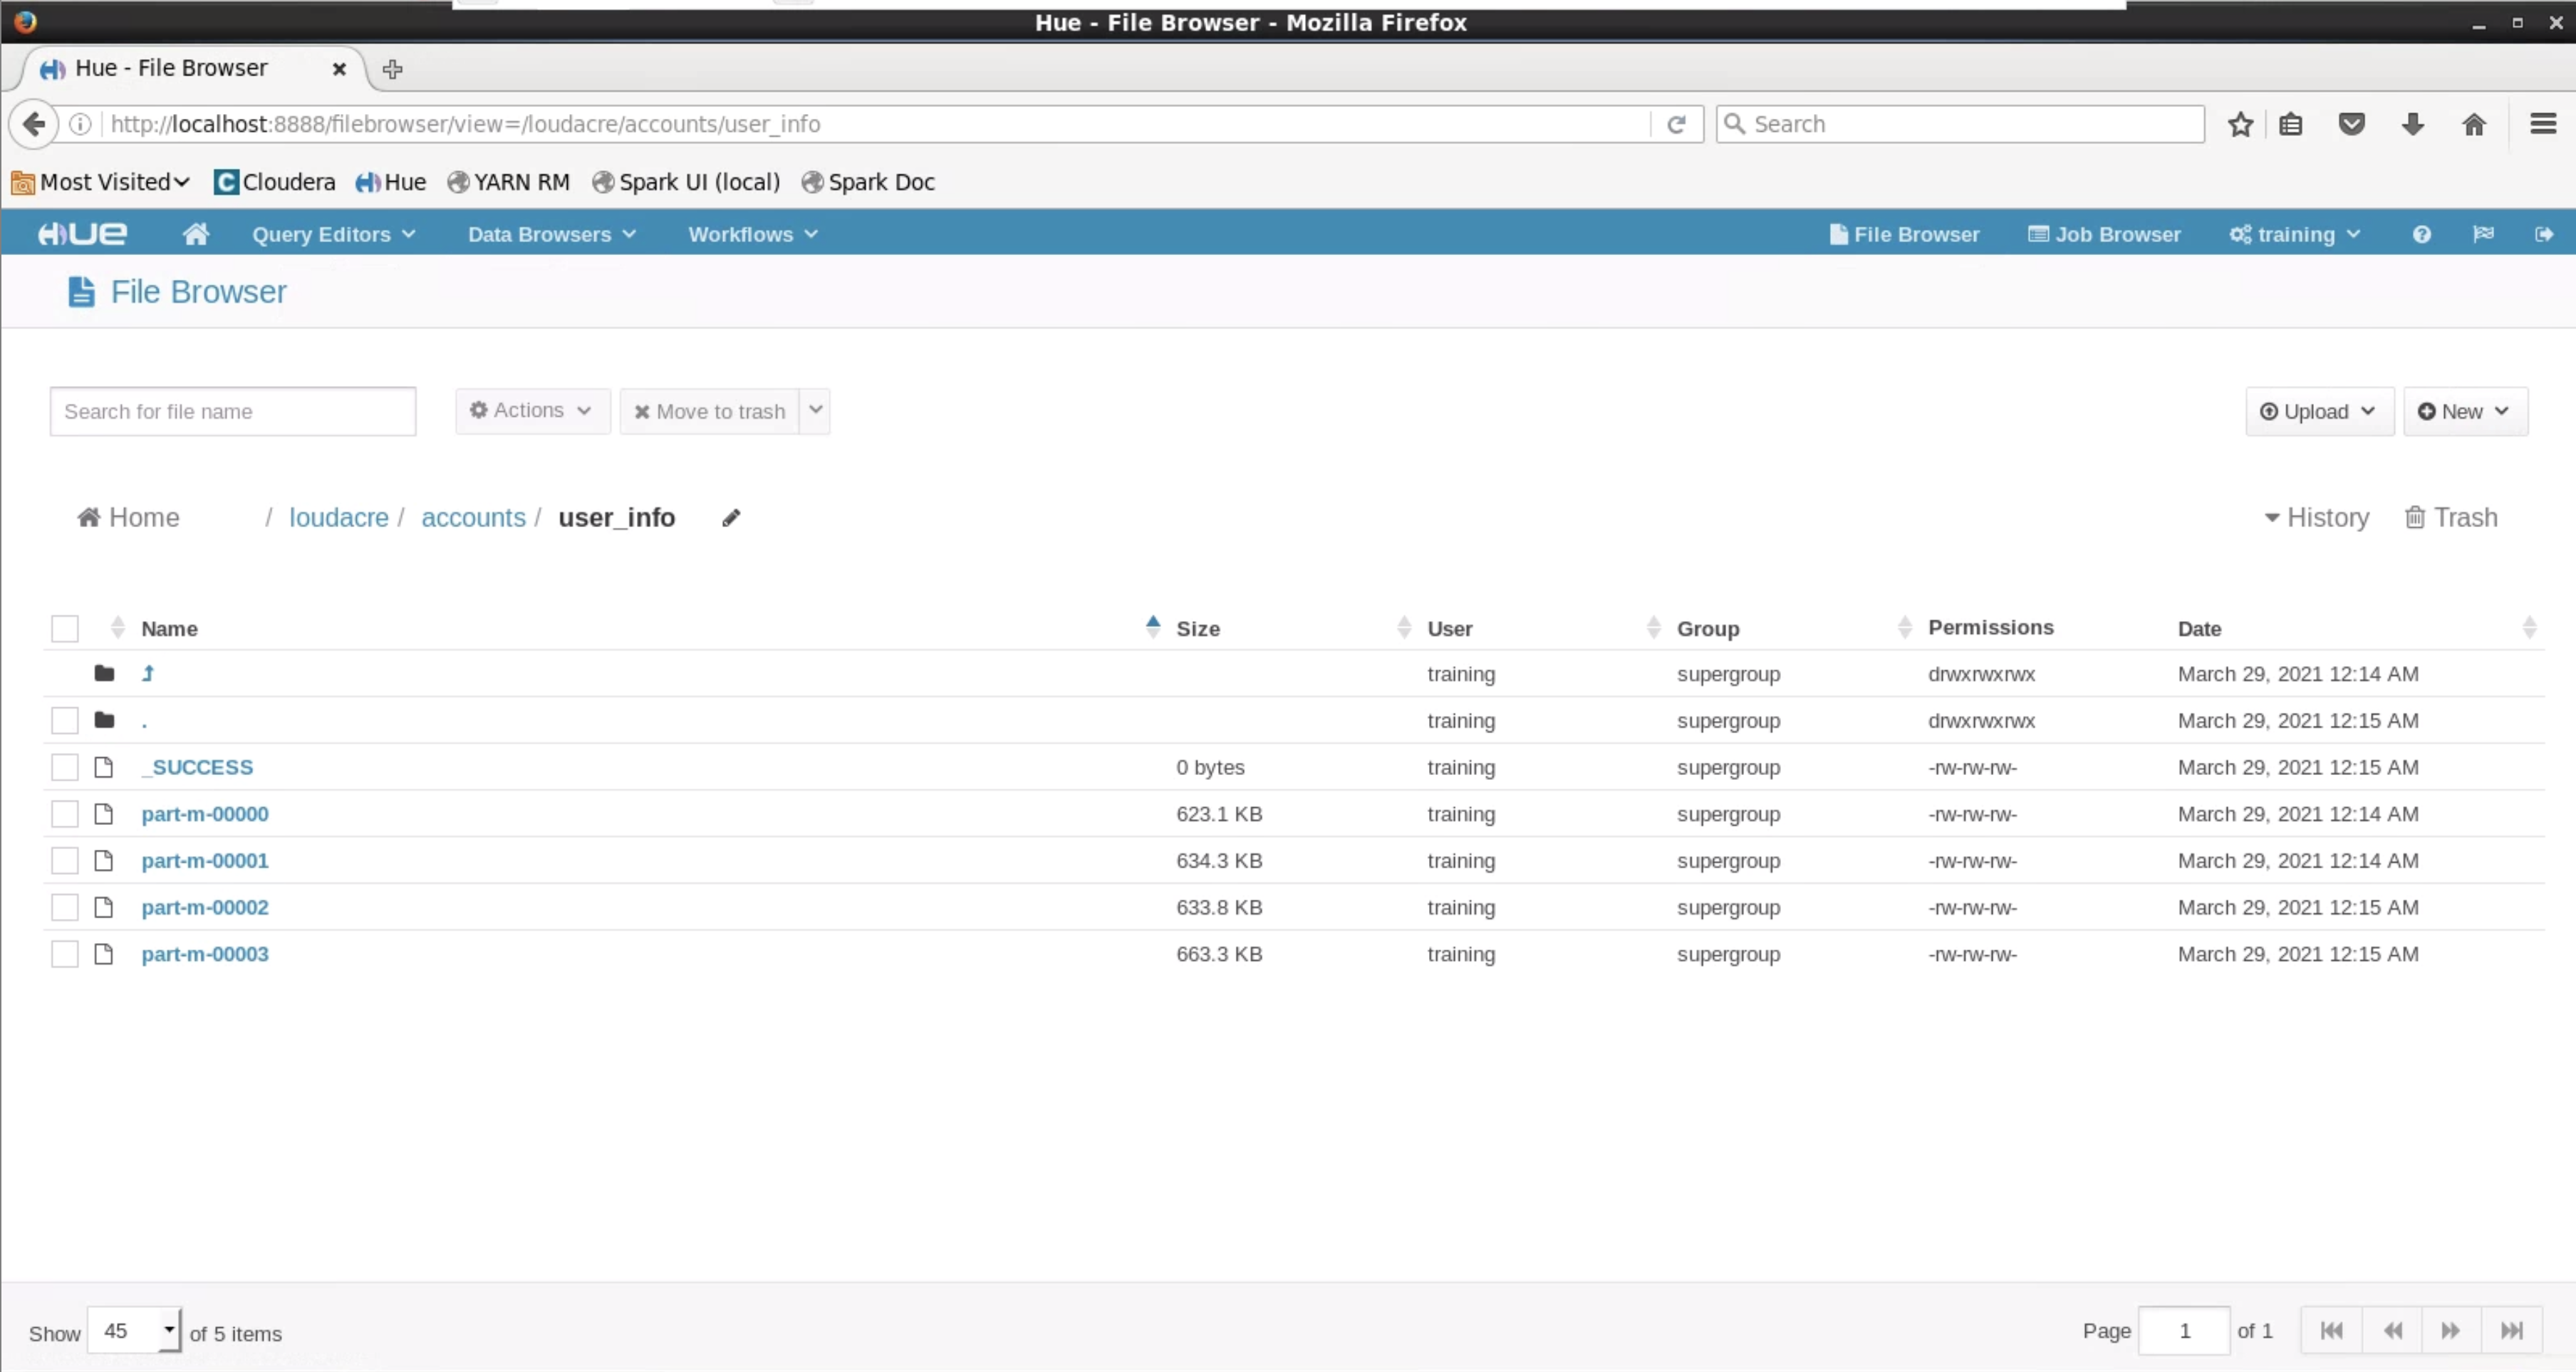 Hue - File Browser - Mozilla Firefox
Hue - File Browser
http://localhost:8888/filebrowser/view=/loudacre/accounts/user_info
Search
Most Visited Cloudera Hue YARN RM Spark UI (local) Spark Doc
HUE Query Editors Data Browsers Workflows File Browser Job Browser training
File Browser
Search for file name Actions Move to trash Upload New
Home / loudacre / accounts / user_info History Trash
Name Size User Group Permissions Date
training supergroup drwxrwxrwx March 29, 2021 12:14 AM
. training supergroup drwxrwxrwx March 29, 2021 12:15 AM
_SUCCESS 0 bytes training supergroup -rw-rw-rw- March 29, 2021 12:15 AM
part-m-00000 623.1 KB training supergroup -rw-rw-rw- March 29, 2021 12:14 AM
part-m-00001 634.3 KB training supergroup -rw-rw-rw- March 29, 2021 12:14 AM
part-m-00002 633.8 KB training supergroup -rw-rw-rw- March 29, 2021 12:15 AM
part-m-00003 663.3 KB training supergroup -rw-rw-rw- March 29, 2021 12:15 AM
Show 45 of 5 items Page 1 of 1